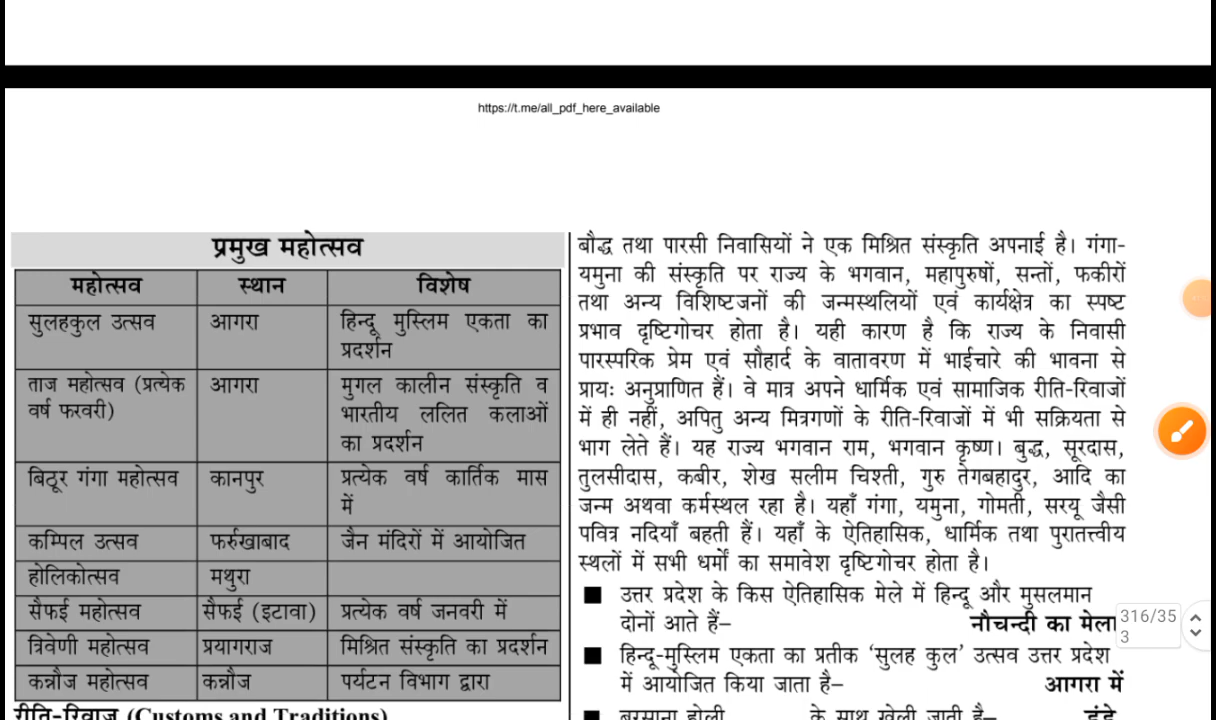 https://t.me/all_pdf_here_available
प्रमुख महोत्सव
महोत्सव स्थान विशेष
सुलहकुल उत्सव आगरा हिन्दू मुस्लिम एकता का
प्रदर्शन
ताज महोत्सव (प्रत्येक आगरा मुगल कालीन संस्कृति व
वर्ष फरवरी) भारतीय ललित कलाओं
का प्रदर्शन
बिठूर गंगा महोत्सव कानपुर प्रत्येक वर्ष कार्तिक मास
में
कम्पिल उत्सव फर्रुखाबाद जैन मंदिरों में आयोजित
होलिकोत्सव मथुरा
सैफई महोत्सव सैफई (इटावा) प्रत्येक वर्ष जनवरी में
त्रिवेणी महोत्सव प्रयागराज मिश्रित संस्कृति का प्रदर्शन
कन्नौज महोत्सव कन्नौज पर्यटन विभाग द्वारा
रीति-रिवाज (Customs and Traditions)
बौद्ध तथा पारसी निवासियों ने एक मिश्रित संस्कृति अपनाई है। गंगा-
यमुना की संस्कृति पर राज्य के भगवान, महापुरुषों, सन्तों, फकीरों
तथा अन्य विशिष्टजनों की जन्मस्थलियों एवं कार्यक्षेत्र का स्पष्ट
प्रभाव दृष्टिगोचर होता है। यही कारण है कि राज्य के निवासी
पारस्परिक प्रेम एवं सौहार्द के वातावरण में भाईचारे की भावना से
प्रायः अनुप्राणित हैं। वे मात्र अपने धार्मिक एवं सामाजिक रीति-रिवाजों
में ही नहीं, अपितु अन्य मित्रगणों के रीति-रिवाजों में भी सक्रियता से
भाग लेते हैं। यह राज्य भगवान राम, भगवान कृष्ण। बुद्ध, सूरदास,
तुलसीदास, कबीर, शेख सलीम चिश्ती, गुरु तेगबहादुर, आदि का
जन्म अथवा कर्मस्थल रहा है। यहाँ गंगा, यमुना, गोमती, सरयू जैसी
पवित्र नदियाँ बहती हैं। यहाँ के ऐतिहासिक, धार्मिक तथा पुरातत्त्वीय
स्थलों में सभी धर्मों का समावेश दृष्टिगोचर होता है।
■ उत्तर प्रदेश के किस ऐतिहासिक मेले में हिन्दू और मुसलमान
दोनों आते हैं– नौचन्दी का मेला
■ हिन्दू-मुस्लिम एकता का प्रतीक ‘सुलह कुल’ उत्सव उत्तर प्रदेश
में आयोजित किया जाता है– आगरा में
■ बरसाना होली ______ के साथ खेली जाती है– डंडे
316/35
3